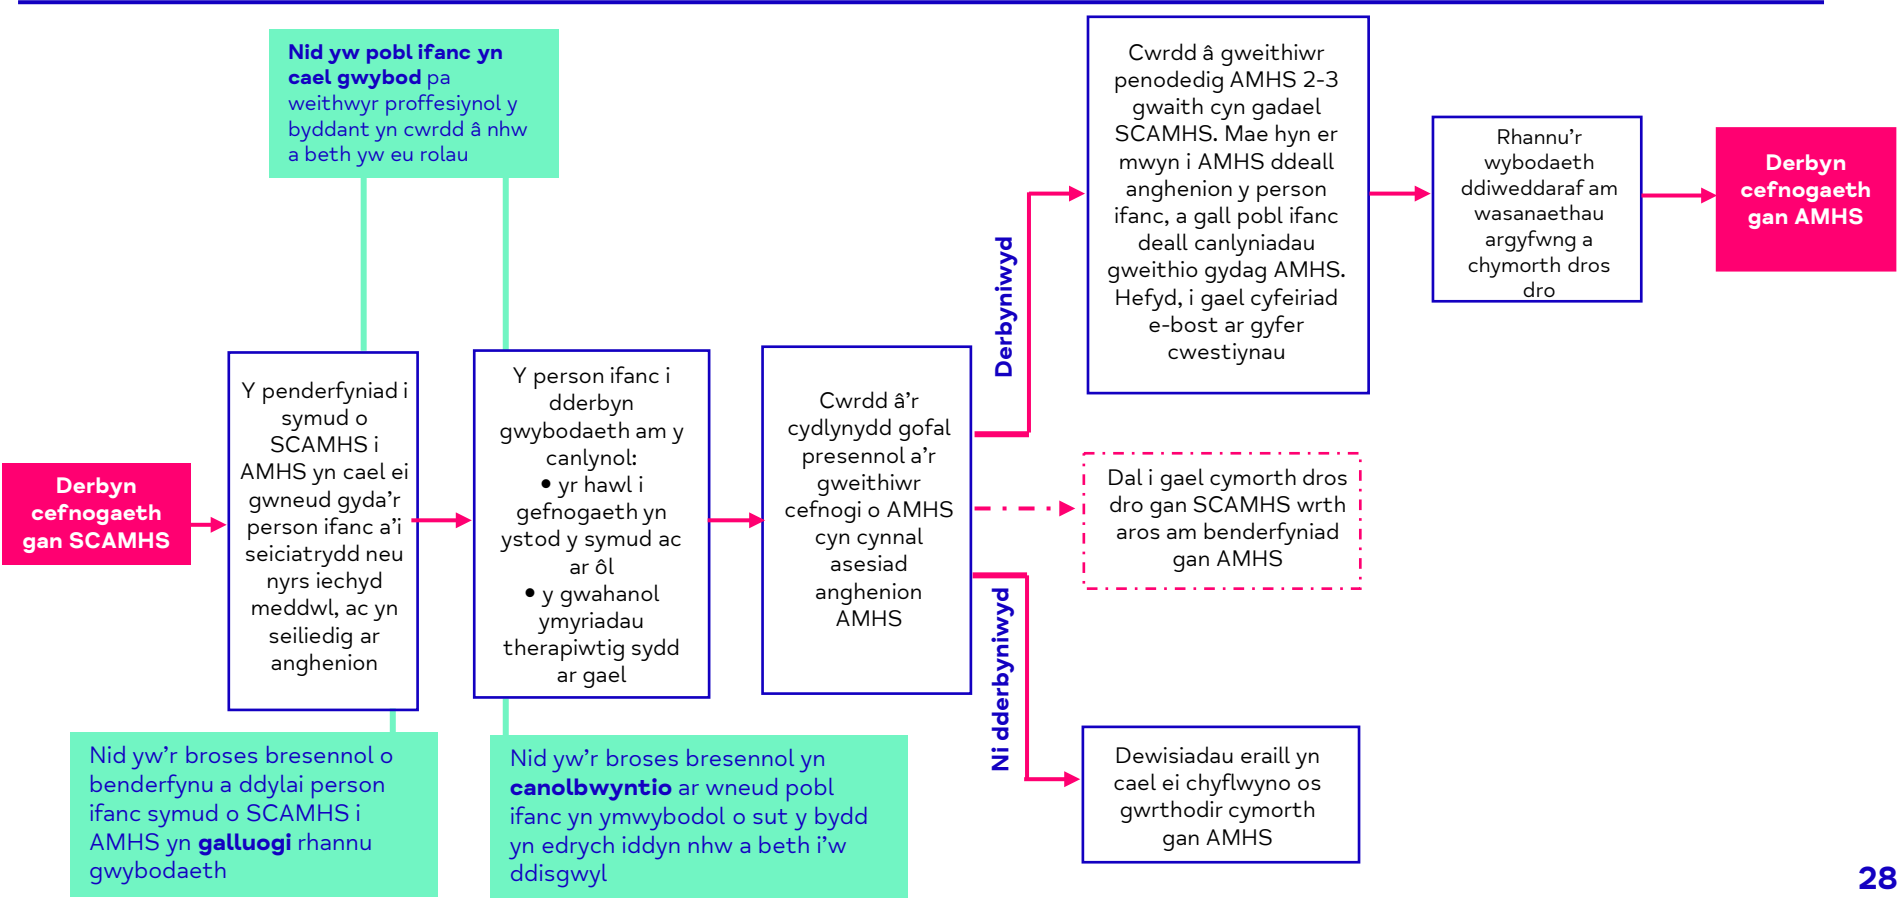 Nid yw pobl ifanc yn
cael gwybod pa
weithwyr proffesiynol y
byddant yn cwrdd â nhw
a beth yw eu rolau
Derbyn
cefnogaeth
gan SCAMHS
Y penderfyniad i
symud o
SCAMHS i
AMHS yn cael ei
gwneud gyda'r
person ifanc a'i
seiciatrydd neu
nyrs iechyd
meddwl, ac yn
seiliedig ar
anghenion
Nid yw'r broses bresennol o
benderfynu a ddylai person
ifanc symud o SCAMHS i
AMHS yn galluogi rhannu
gwybodaeth
Y person ifanc i
dderbyn
gwybodaeth am y
canlynol:
• yr hawl i
gefnogaeth yn
ystod y symud ac
ar ôl
• y gwahanol
ymyriadau
therapiwtig sydd
ar gael
Nid yw'r broses bresennol yn
canolbwyntio ar wneud pobl
ifanc yn ymwybodol o sut y bydd
yn edrych iddyn nhw a beth i'w
ddisgwyl
Cwrdd â'r
cydlynydd gofal
presennol a'r
gweithiwr
cefnogi o AMHS
cyn cynnal
asesiad
anghenion
AMHS
Derbyniwyd
Cwrdd â gweithiwr
penodedig AMHS 2-3
gwaith cyn gadael
SCAMHS. Mae hyn er
mwyn i AMHS ddeall
anghenion y person
ifanc, a gall pobl ifanc
deall canlyniadau
gweithio gydag AMHS.
Hefyd, i gael cyfeiriad
e-bost ar gyfer
cwestiynau
Rhannu'r
wybodaeth
ddiweddaraf am
wasanaethau
argyfwng a
chymorth dros
dro
Derbyn
cefnogaeth
gan AMHS
Dal i gael cymorth dros
dro gan SCAMHS wrth
aros am benderfyniad
gan AMHS
Ni dderbyniwyd
Dewisiadau eraill yn
cael ei chyflwyno os
gwrthodir cymorth
gan AMHS
28